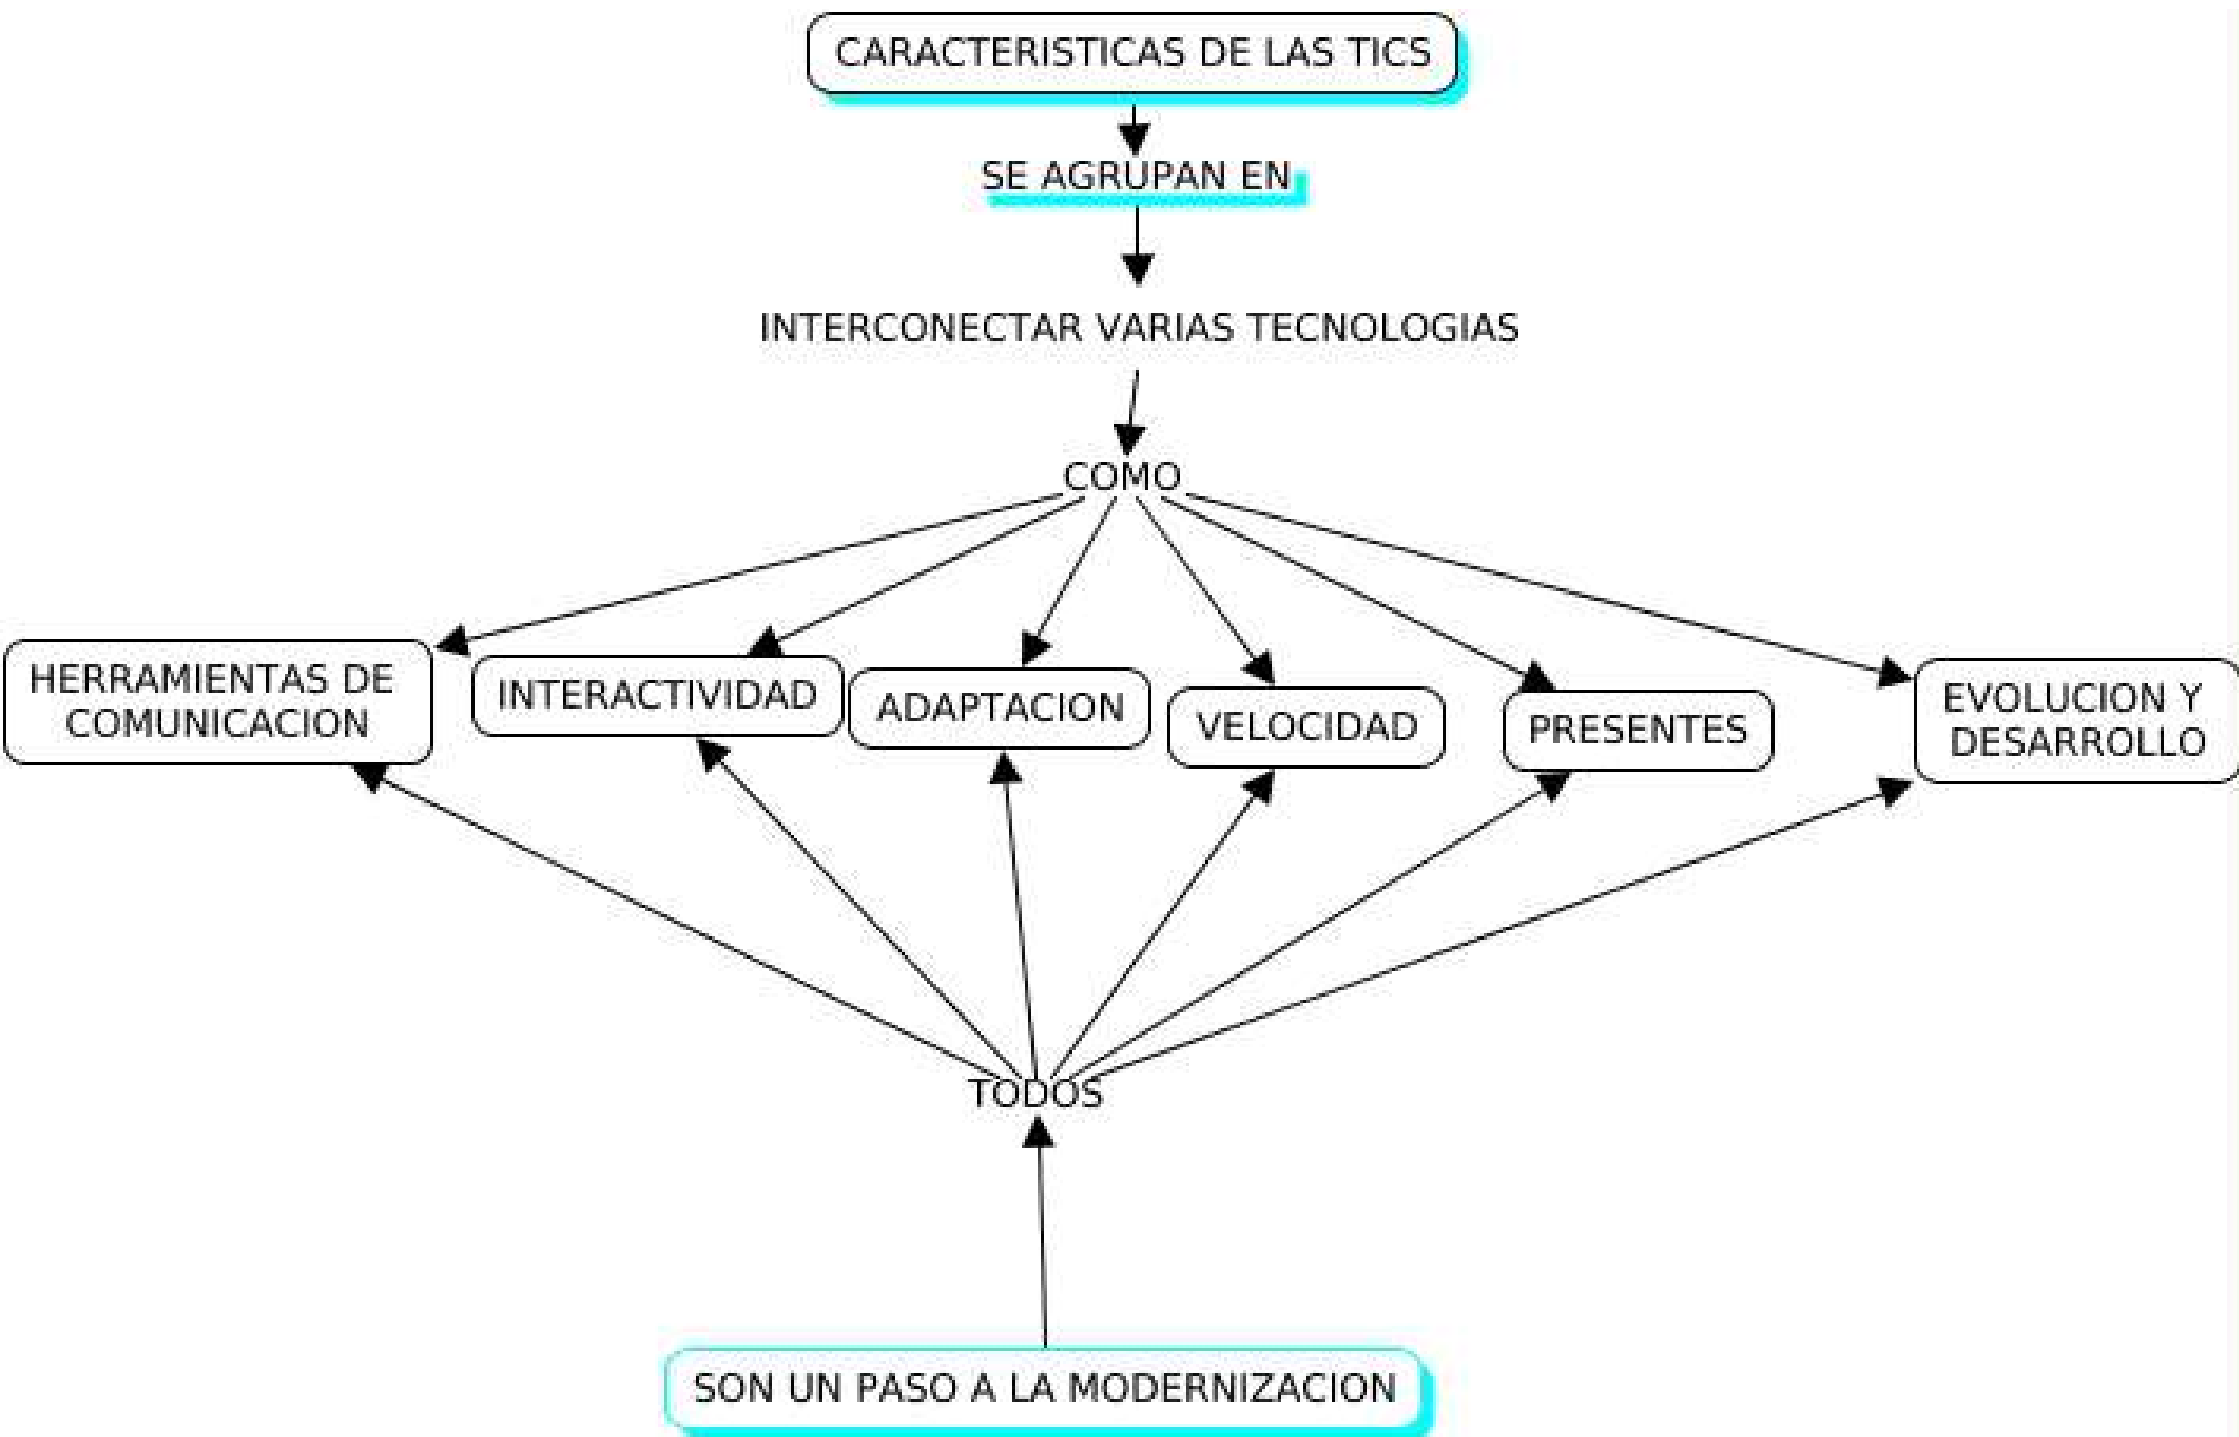 CARACTERISTICAS DE LAS TICS
SE AGRUPAN EN
INTERCONECTAR VARIAS TECNOLOGIAS
COMO
HERRAMIENTAS DE
COMUNICACION
INTERACTIVIDAD
ADAPTACION
VELOCIDAD
PRESENTES
EVOLUCION Y
DESARROLLO
TODOS
SON UN PASO A LA MODERNIZACION